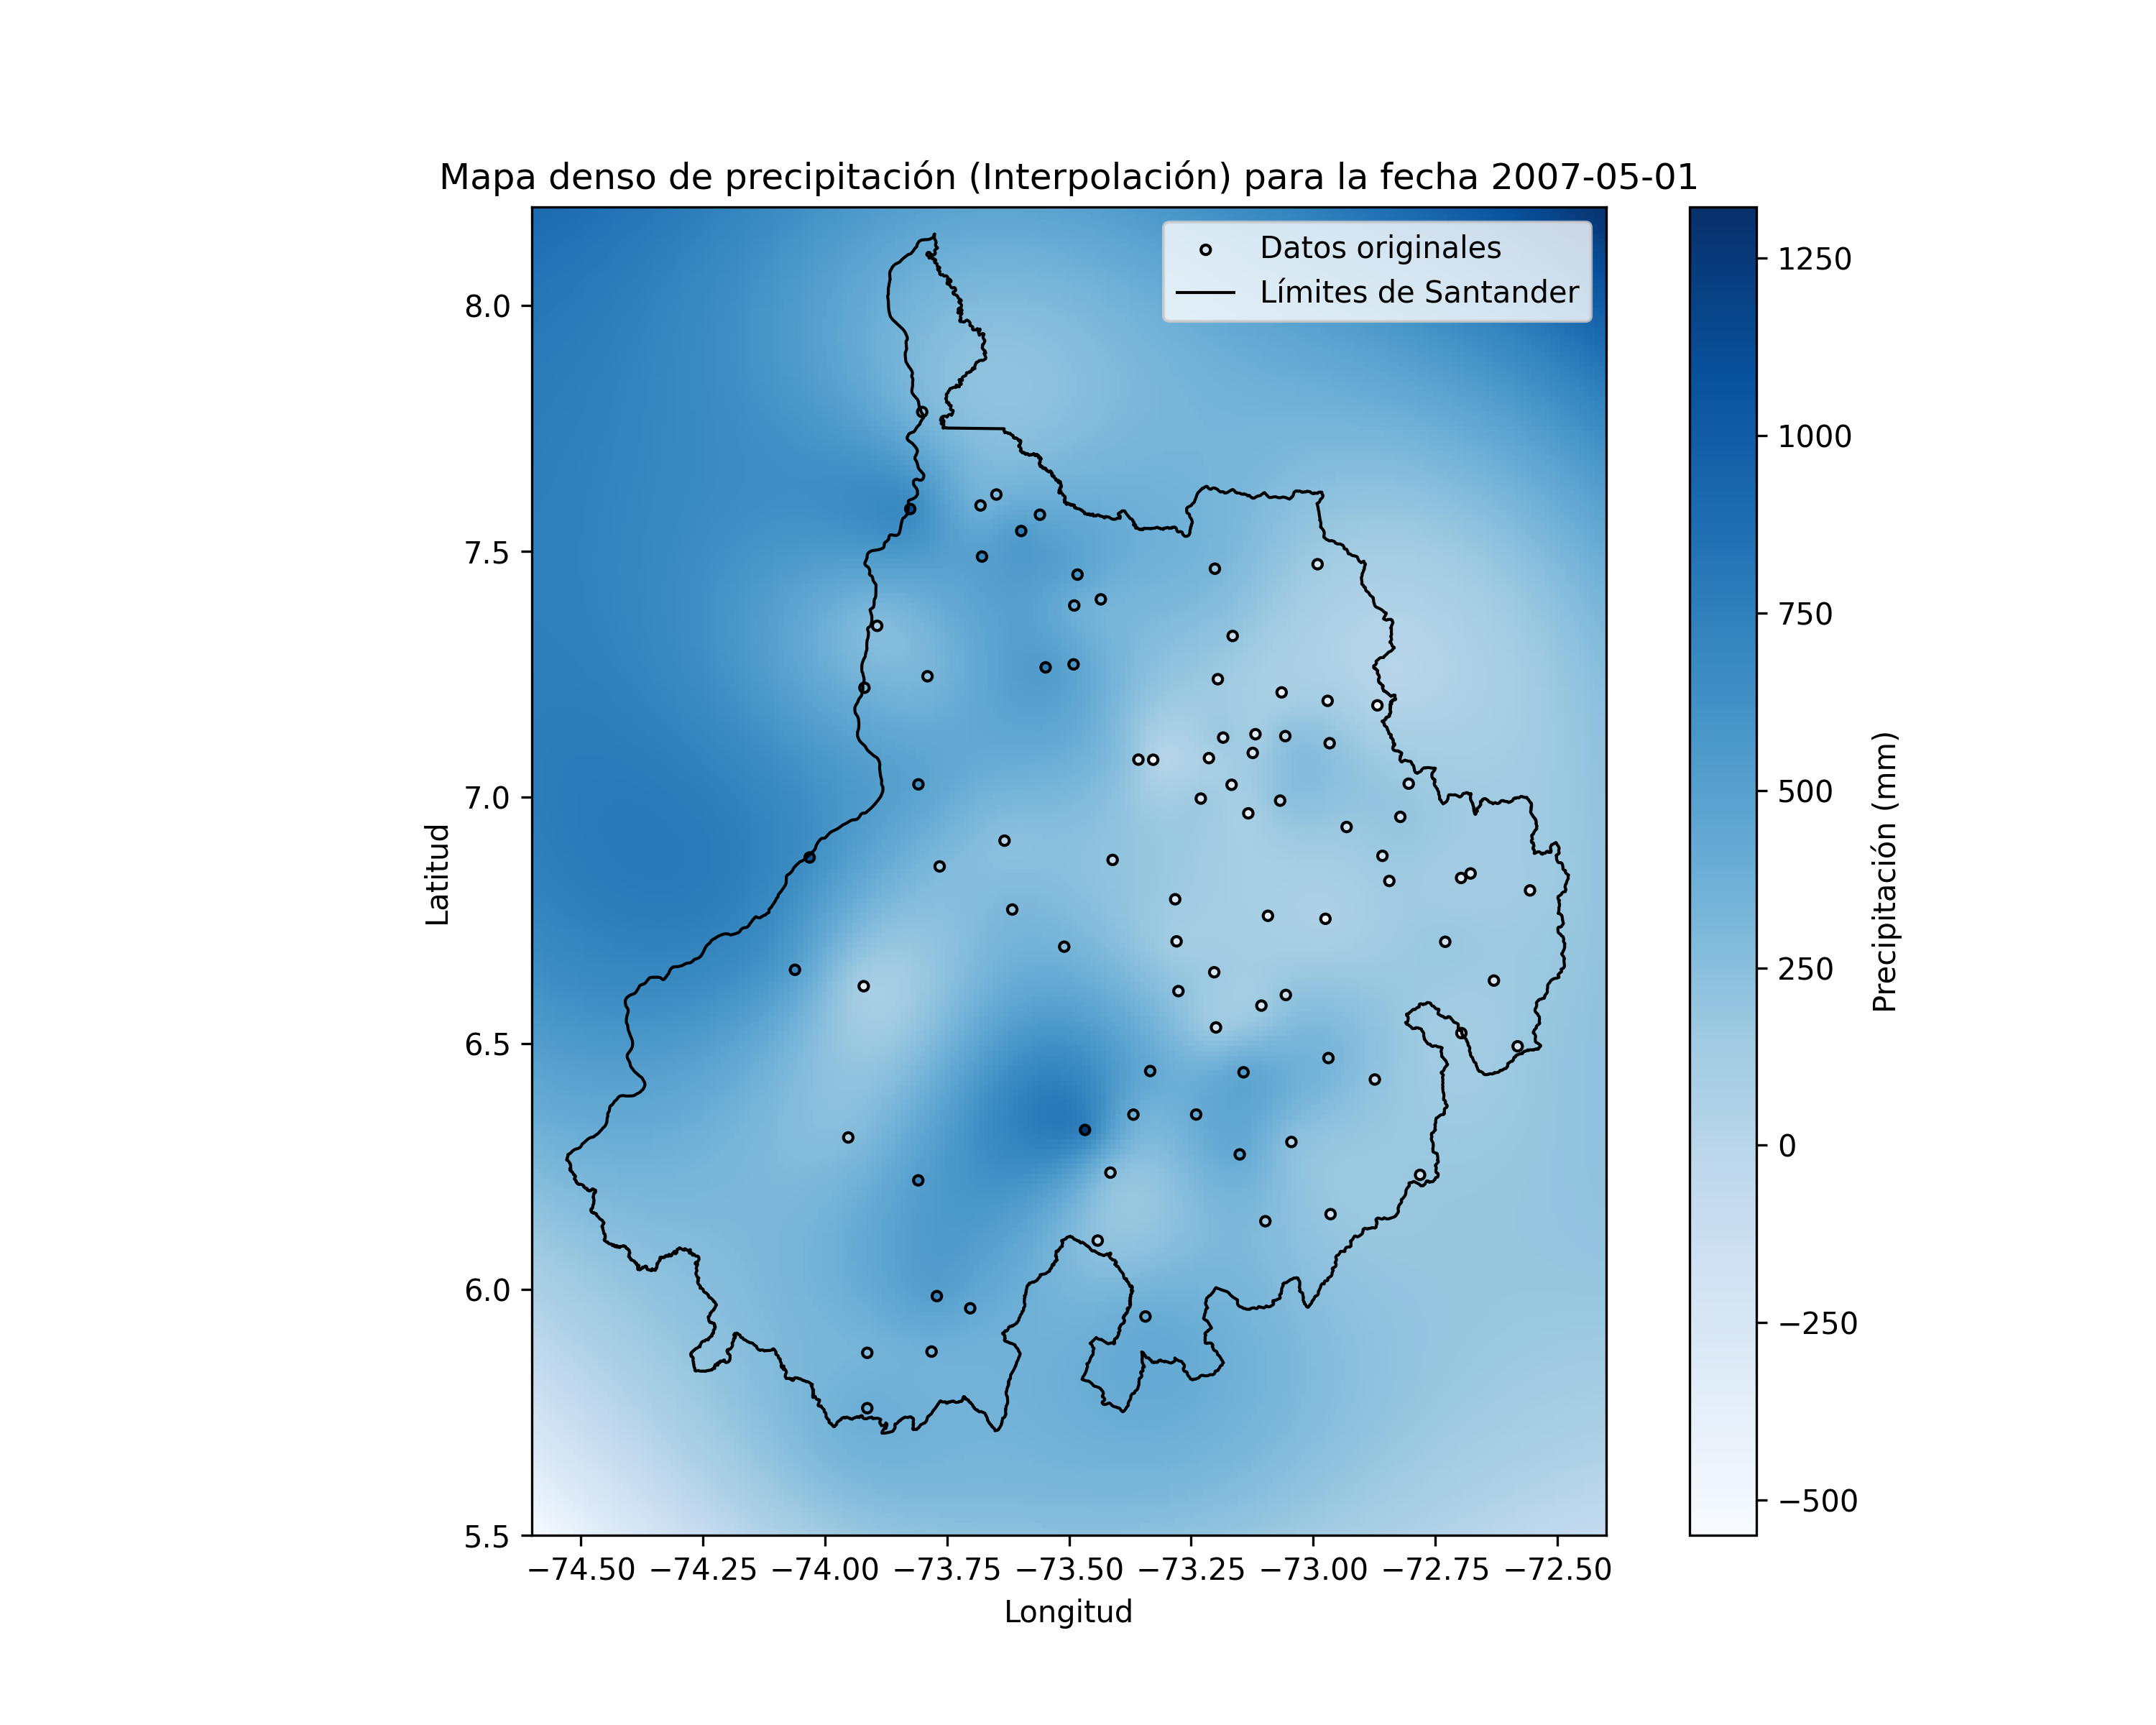 Mapa denso de precipitación (Interpolación) para la fecha 2007-05-01
Datos originales
Límites de Santander
8.0
7.5
7.0
6.5
6.0
5.5
Latitud
−74.50 −74.25 −74.00 −73.75 −73.50 −73.25 −73.00 −72.75 −72.50
Longitud
1250
1000
750
500
250
0
−250
−500
Precipitación (mm)